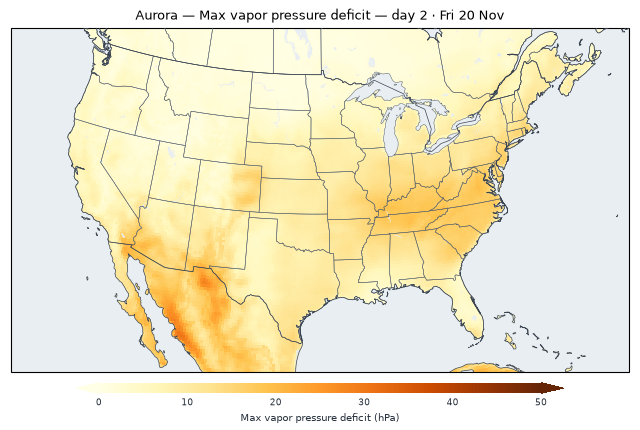 Aurora — Max vapor pressure deficit — day 2 · Fri 20 Nov
0 10 20 30 40 50
Max vapor pressure deficit (hPa)